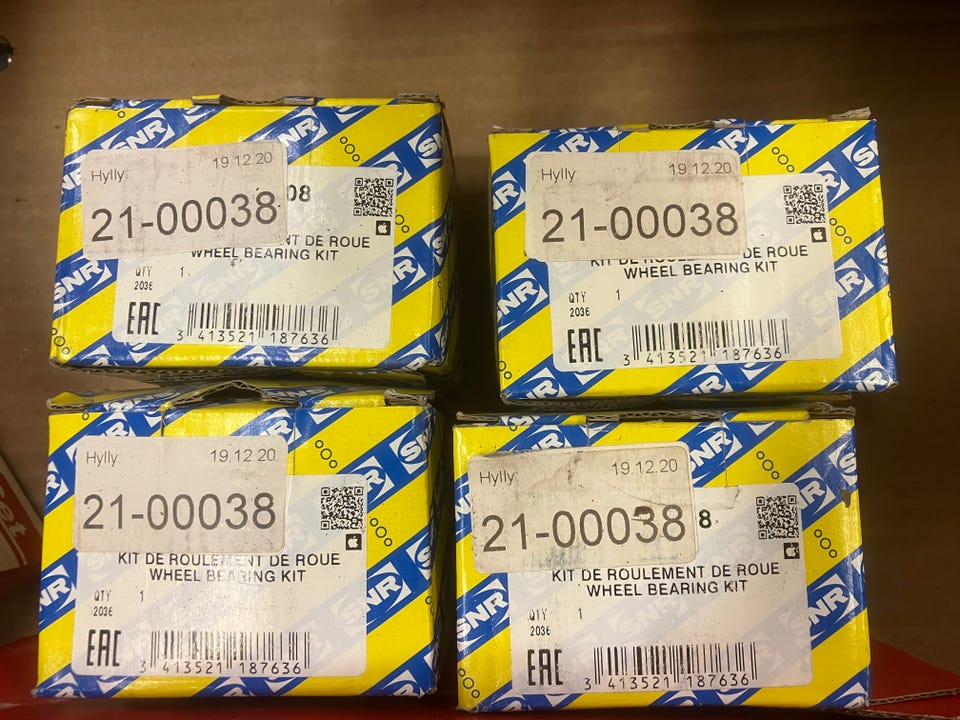 SNR
Hylly 19.12.20
21-00038
08
KIT DE ROULEMENT DE ROUE
WHEEL BEARING KIT
QTY 1
2036
EAC
3 413521 187636
SNR
Hylly 19.12.20
21-00038
KIT DE ROULEMENT DE ROUE
WHEEL BEARING KIT
QTY 1
2036
EAC
3 413521 187636
SNR
Hylly 19.12.20
21-00038
KIT DE ROULEMENT DE ROUE
WHEEL BEARING KIT
QTY 1
2036
EAC
3 413521 187636
SNR
Hylly 19.12.20
21-00038
8
KIT DE ROULEMENT DE ROUE
WHEEL BEARING KIT
QTY 1
2036
EAC
3 413521 187636
SNR